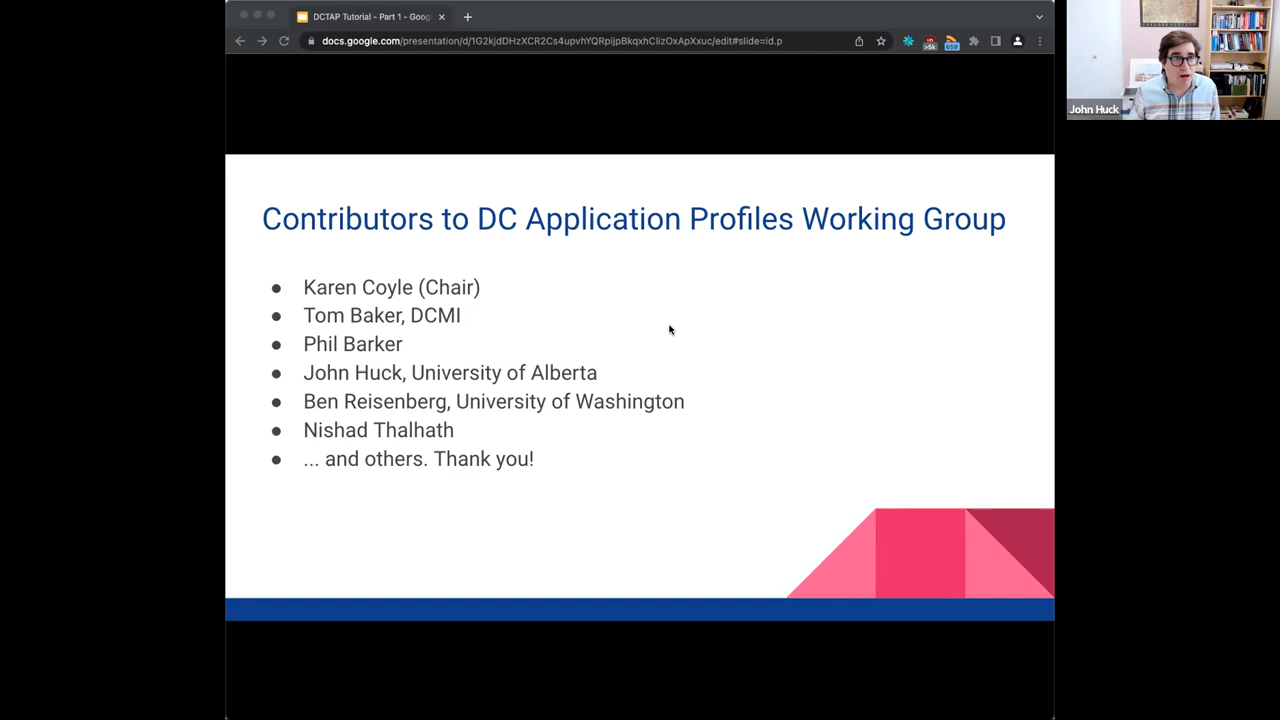 DCTAP Tutorial - Part 1 - Goog
docs.google.com/presentation/d/1G2kjdDHzXCR2Cs4upvhYQRpijpBkqxhClizOxApXxuc/edit#slide=id.p
>5k
659
John Huck
Contributors to DC Application Profiles Working Group
● Karen Coyle (Chair)
● Tom Baker, DCMI
● Phil Barker
● John Huck, University of Alberta
● Ben Reisenberg, University of Washington
● Nishad Thalhath
● ... and others. Thank you!